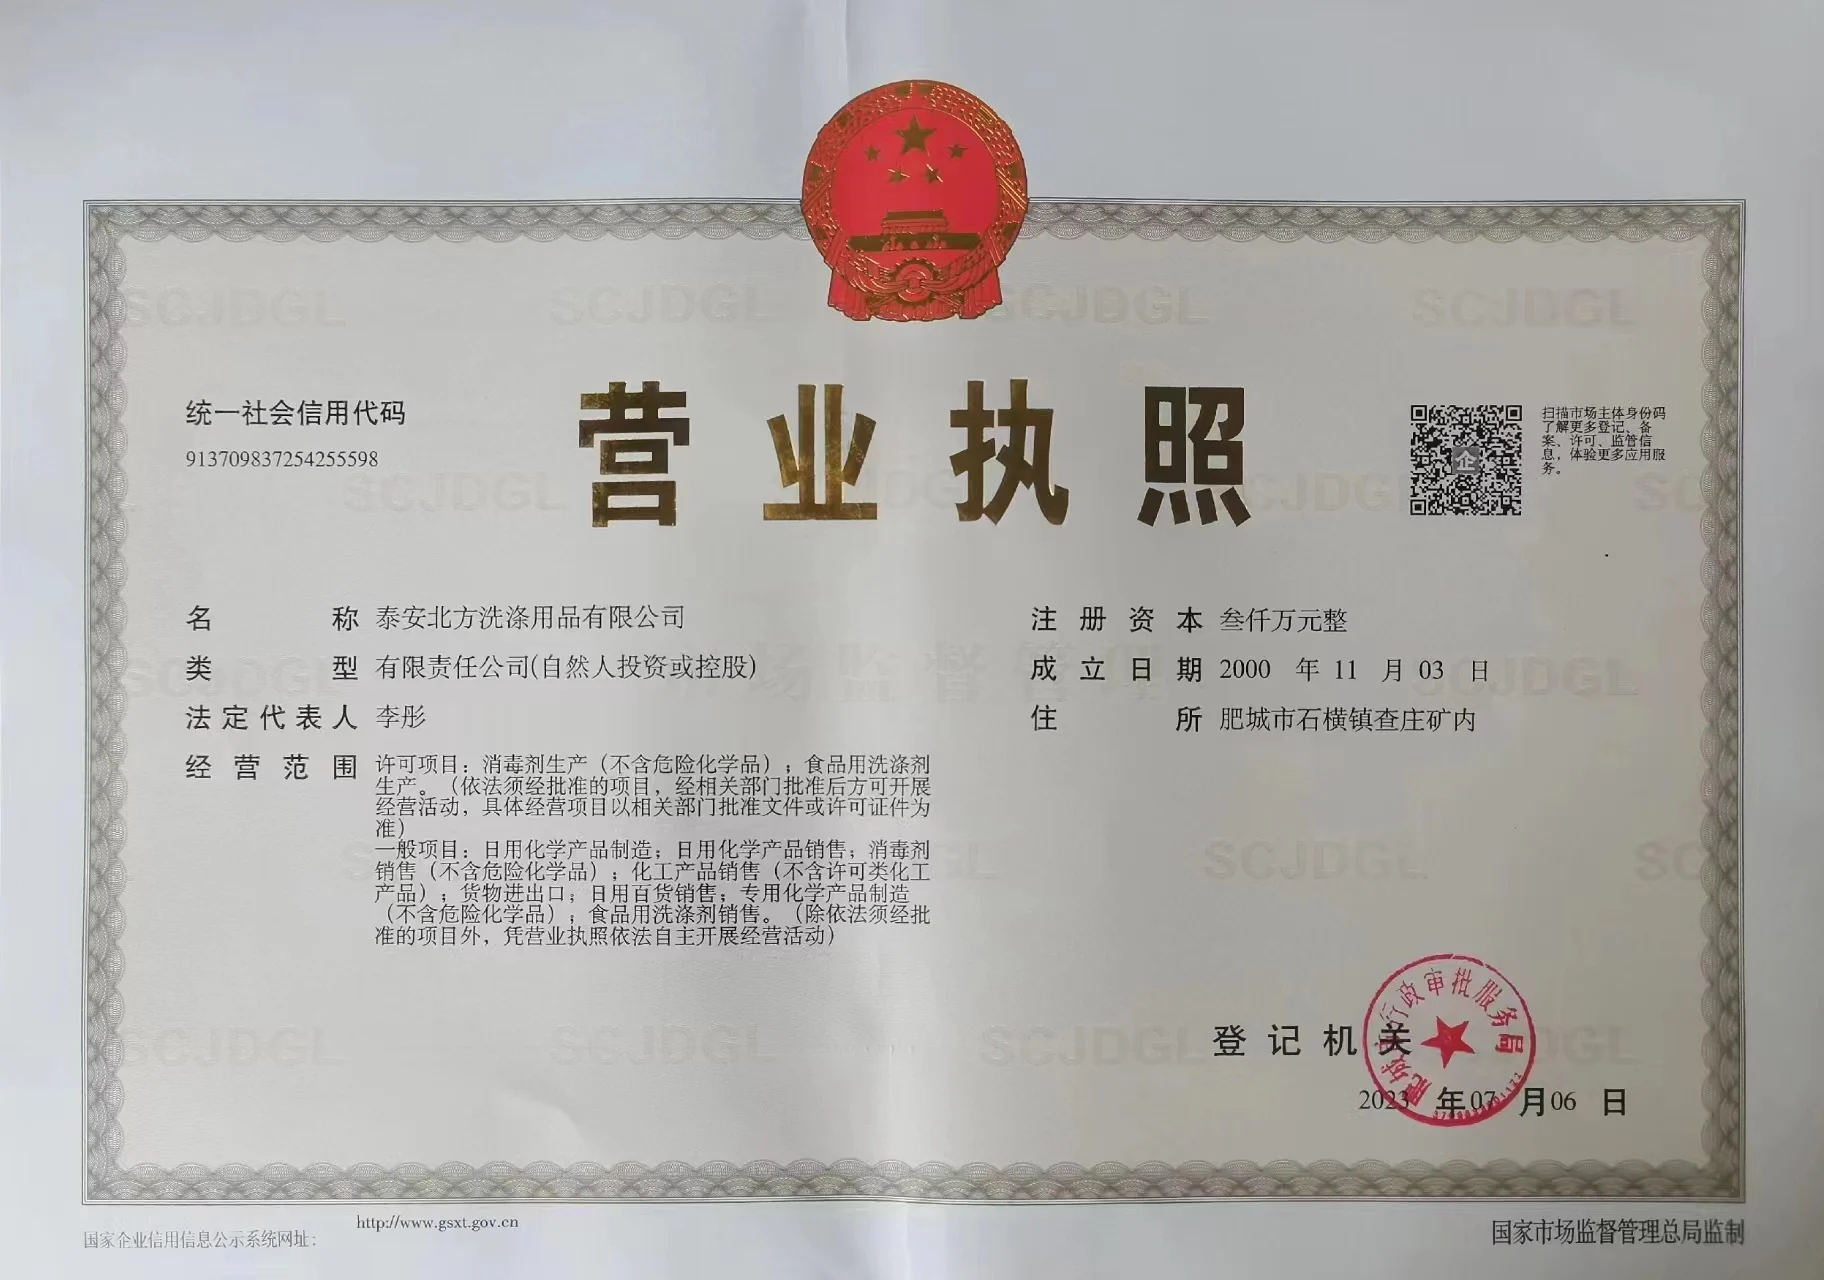 统一社会信用代码
913709837254255598
营业执照
扫描市场主体身份码
了解更多登记、备
案、许可、监管信
息，体验更多应用服
务。
名称 泰安北方洗涤用品有限公司
类型 有限责任公司(自然人投资或控股)
法定代表人 李彤
经营范围 许可项目：消毒剂生产（不含危险化学品）；食品用洗涤剂
生产。（依法须经批准的项目，经相关部门批准后方可开展
经营活动，具体经营项目以相关部门批准文件或许可证件为
准）
一般项目：日用化学产品制造；日用化学产品销售；消毒剂
销售（不含危险化学品）；化工产品销售（不含许可类化工
产品）；货物进出口；日用百货销售；专用化学产品制造
（不含危险化学品）；食品用洗涤剂销售。（除依法须经批
准的项目外，凭营业执照依法自主开展经营活动）
注册资本 叁仟万元整
成立日期 2000 年 11 月 03 日
住所 肥城市石横镇查庄矿内
登记机关
肥城市行政审批服务局
2023 年 07 月 06 日
国家企业信用信息公示系统网址： http://www.gsxt.gov.cn
国家市场监督管理总局监制
SCJDGL
企